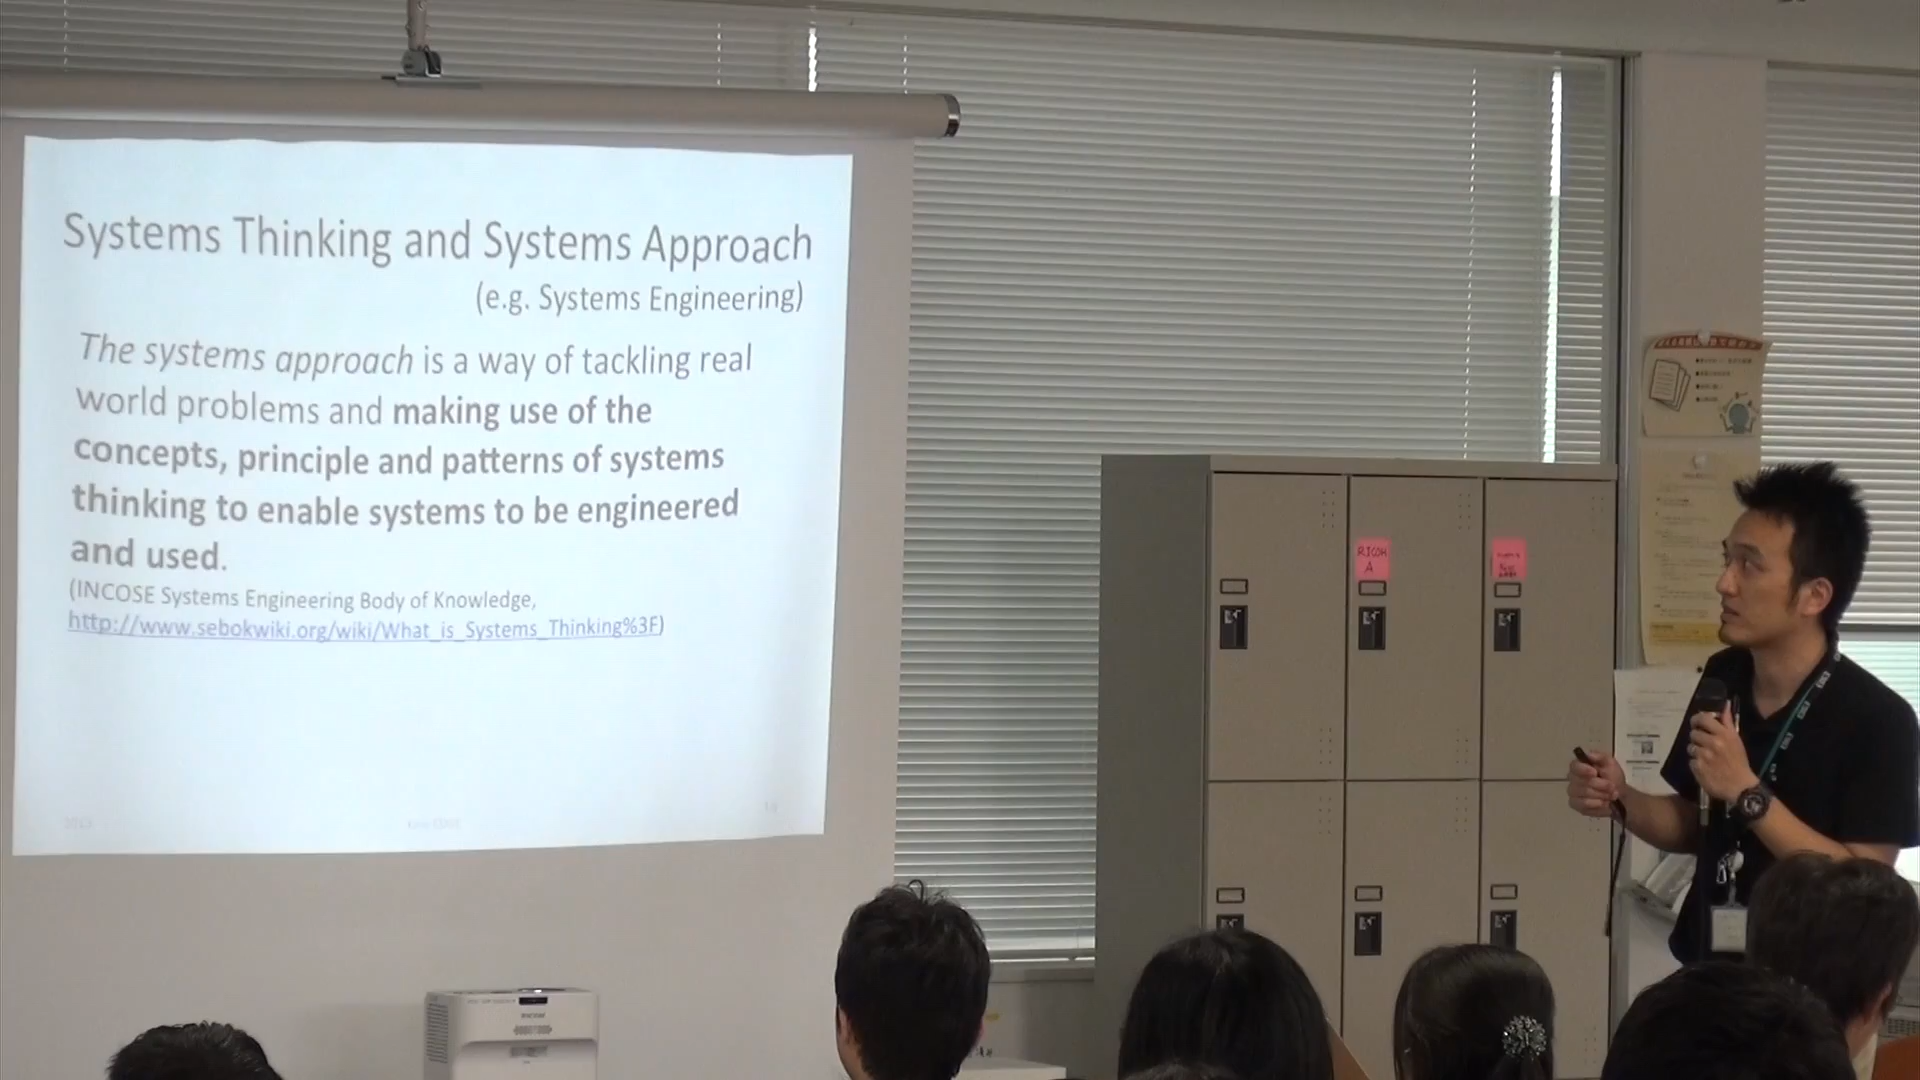 Systems Thinking and Systems Approach
(e.g. Systems Engineering)
The systems approach is a way of tackling real
world problems and making use of the
concepts, principle and patterns of systems
thinking to enable systems to be engineered
and used.
(INCOSE Systems Engineering Body of Knowledge,
http://www.sebokwiki.org/wiki/What_is_Systems_Thinking%3F)
RICOH
A
RICOH